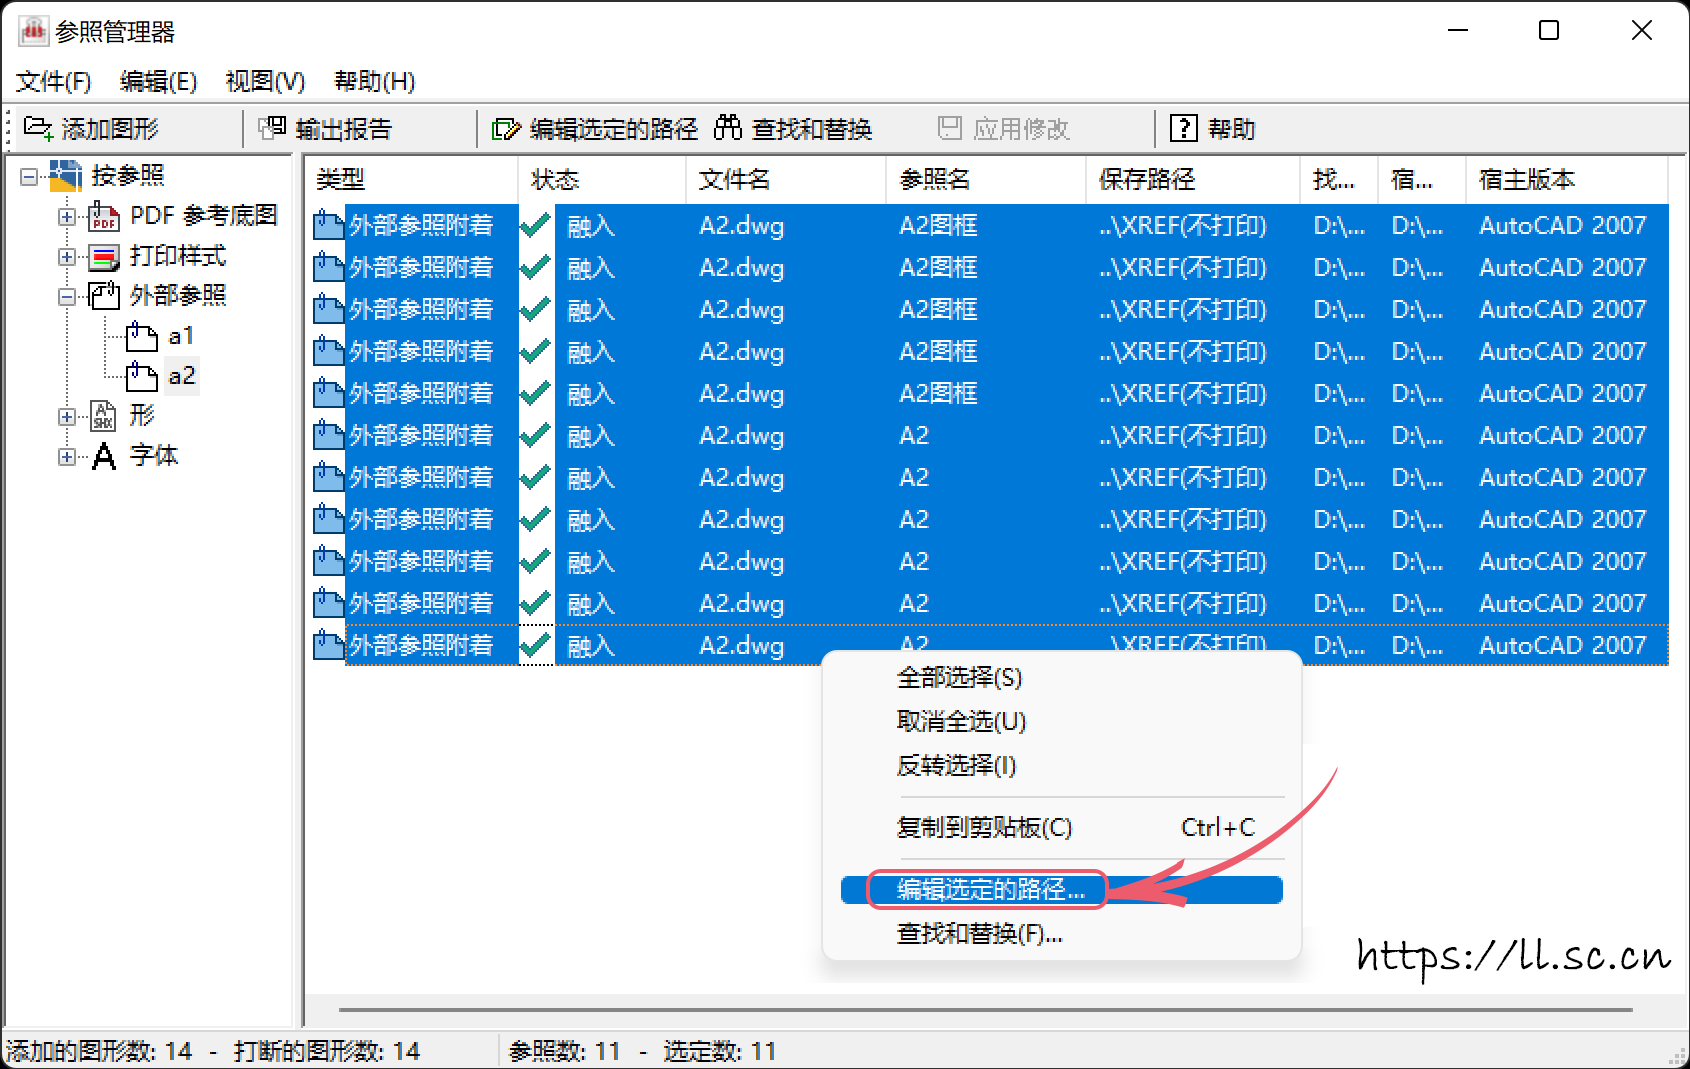 参照管理器
文件(F) 编辑(E) 视图(V) 帮助(H)
添加图形 输出报告 编辑选定的路径 查找和替换 应用修改 帮助
按参照
PDF 参考底图
打印样式
外部参照
a1
a2
形
字体
类型 状态 文件名 参照名 保存路径 找... 宿... 宿主版本
外部参照附着 融入 A2.dwg A2图框 ..\XREF(不打印) D:\... D:\... AutoCAD 2007
外部参照附着 融入 A2.dwg A2图框 ..\XREF(不打印) D:\... D:\... AutoCAD 2007
外部参照附着 融入 A2.dwg A2图框 ..\XREF(不打印) D:\... D:\... AutoCAD 2007
外部参照附着 融入 A2.dwg A2图框 ..\XREF(不打印) D:\... D:\... AutoCAD 2007
外部参照附着 融入 A2.dwg A2图框 ..\XREF(不打印) D:\... D:\... AutoCAD 2007
外部参照附着 融入 A2.dwg A2 ..\XREF(不打印) D:\... D:\... AutoCAD 2007
外部参照附着 融入 A2.dwg A2 ..\XREF(不打印) D:\... D:\... AutoCAD 2007
外部参照附着 融入 A2.dwg A2 ..\XREF(不打印) D:\... D:\... AutoCAD 2007
外部参照附着 融入 A2.dwg A2 ..\XREF(不打印) D:\... D:\... AutoCAD 2007
外部参照附着 融入 A2.dwg A2 ..\XREF(不打印) D:\... D:\... AutoCAD 2007
外部参照附着 融入 A2.dwg A2 ..\XREF(不打印) D:\... D:\... AutoCAD 2007
全部选择(S)
取消全选(U)
反转选择(I)
复制到剪贴板(C) Ctrl+C
编辑选定的路径...
查找和替换(F)...
https://ll.sc.cn
添加的图形数: 14 - 打断的图形数: 14 参照数: 11 - 选定数: 11